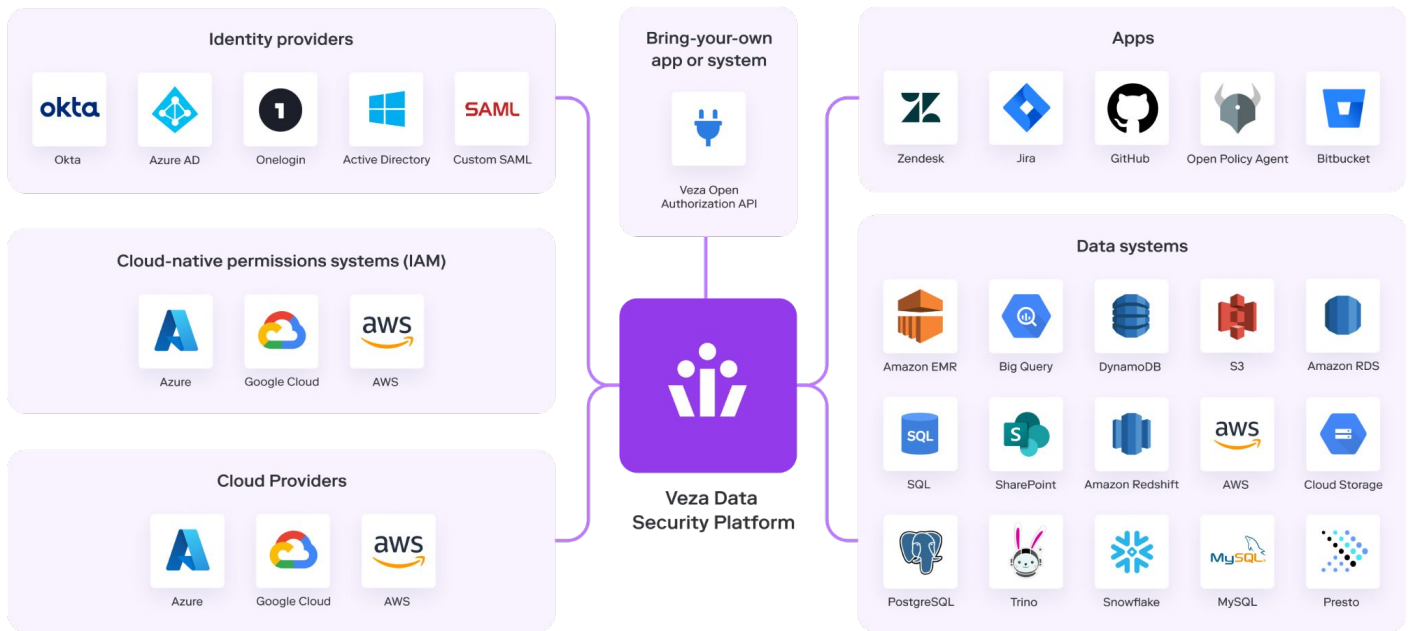 Identity providers
okta
SAML
Okta
Azure AD
Onelogin
Active Directory
Custom SAML
Cloud-native permissions systems (IAM)
aws
Azure
Google Cloud
AWS
Cloud Providers
aws
Azure
Google Cloud
AWS
Bring-your-own
app or system
Veza Open
Authorization API
Veza Data
Security Platform
Apps
Zendesk
Jira
GitHub
Open Policy Agent
Bitbucket
Data systems
Amazon EMR
Big Query
DynamoDB
S3
Amazon RDS
SQL
S
aws
SQL
SharePoint
Amazon Redshift
AWS
Cloud Storage
MySQL
PostgreSQL
Trino
Snowflake
MySQL
Presto